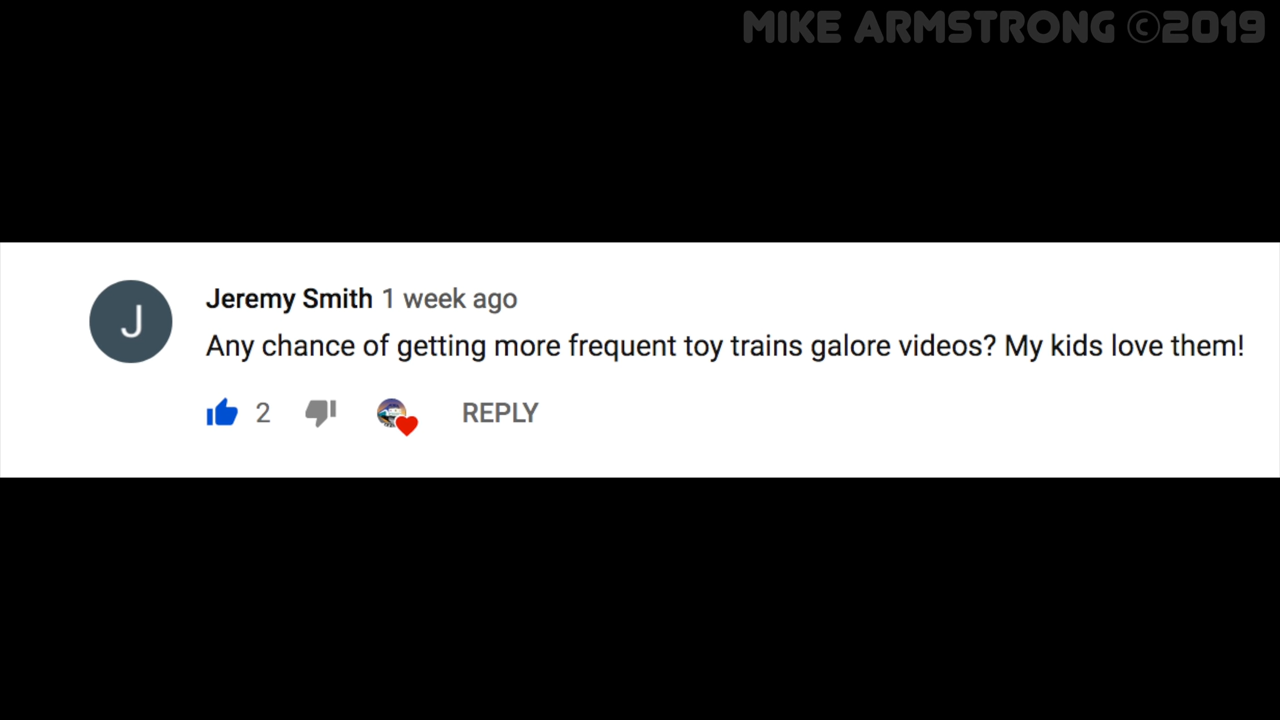 MIKE ARMSTRONG ©2019
J
Jeremy Smith 1 week ago
Any chance of getting more frequent toy trains galore videos? My kids love them!
2 REPLY